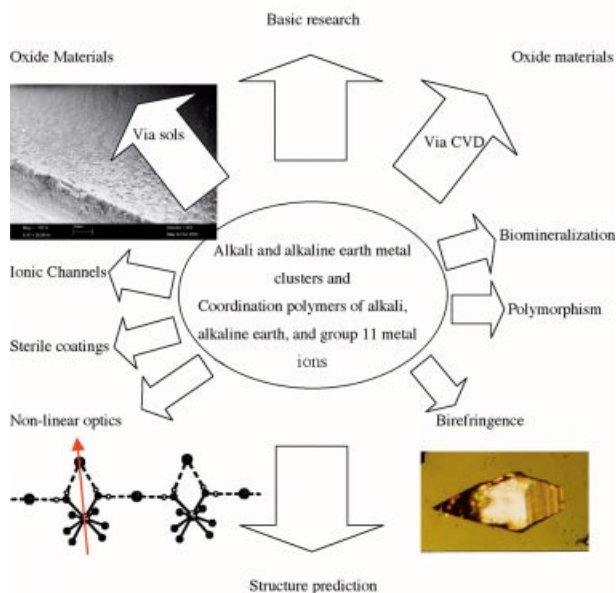 Basic research
Oxide Materials
Oxide materials
Via sols
Via CVD
Alkali and alkaline earth metal
clusters and
Coordination polymers of alkali,
alkaline earth, and group 11 metal
ions
Biomineralization
Ionic Channels
Polymorphism
Sterile coatings
Non-linear optics
Birefringence
Structure prediction